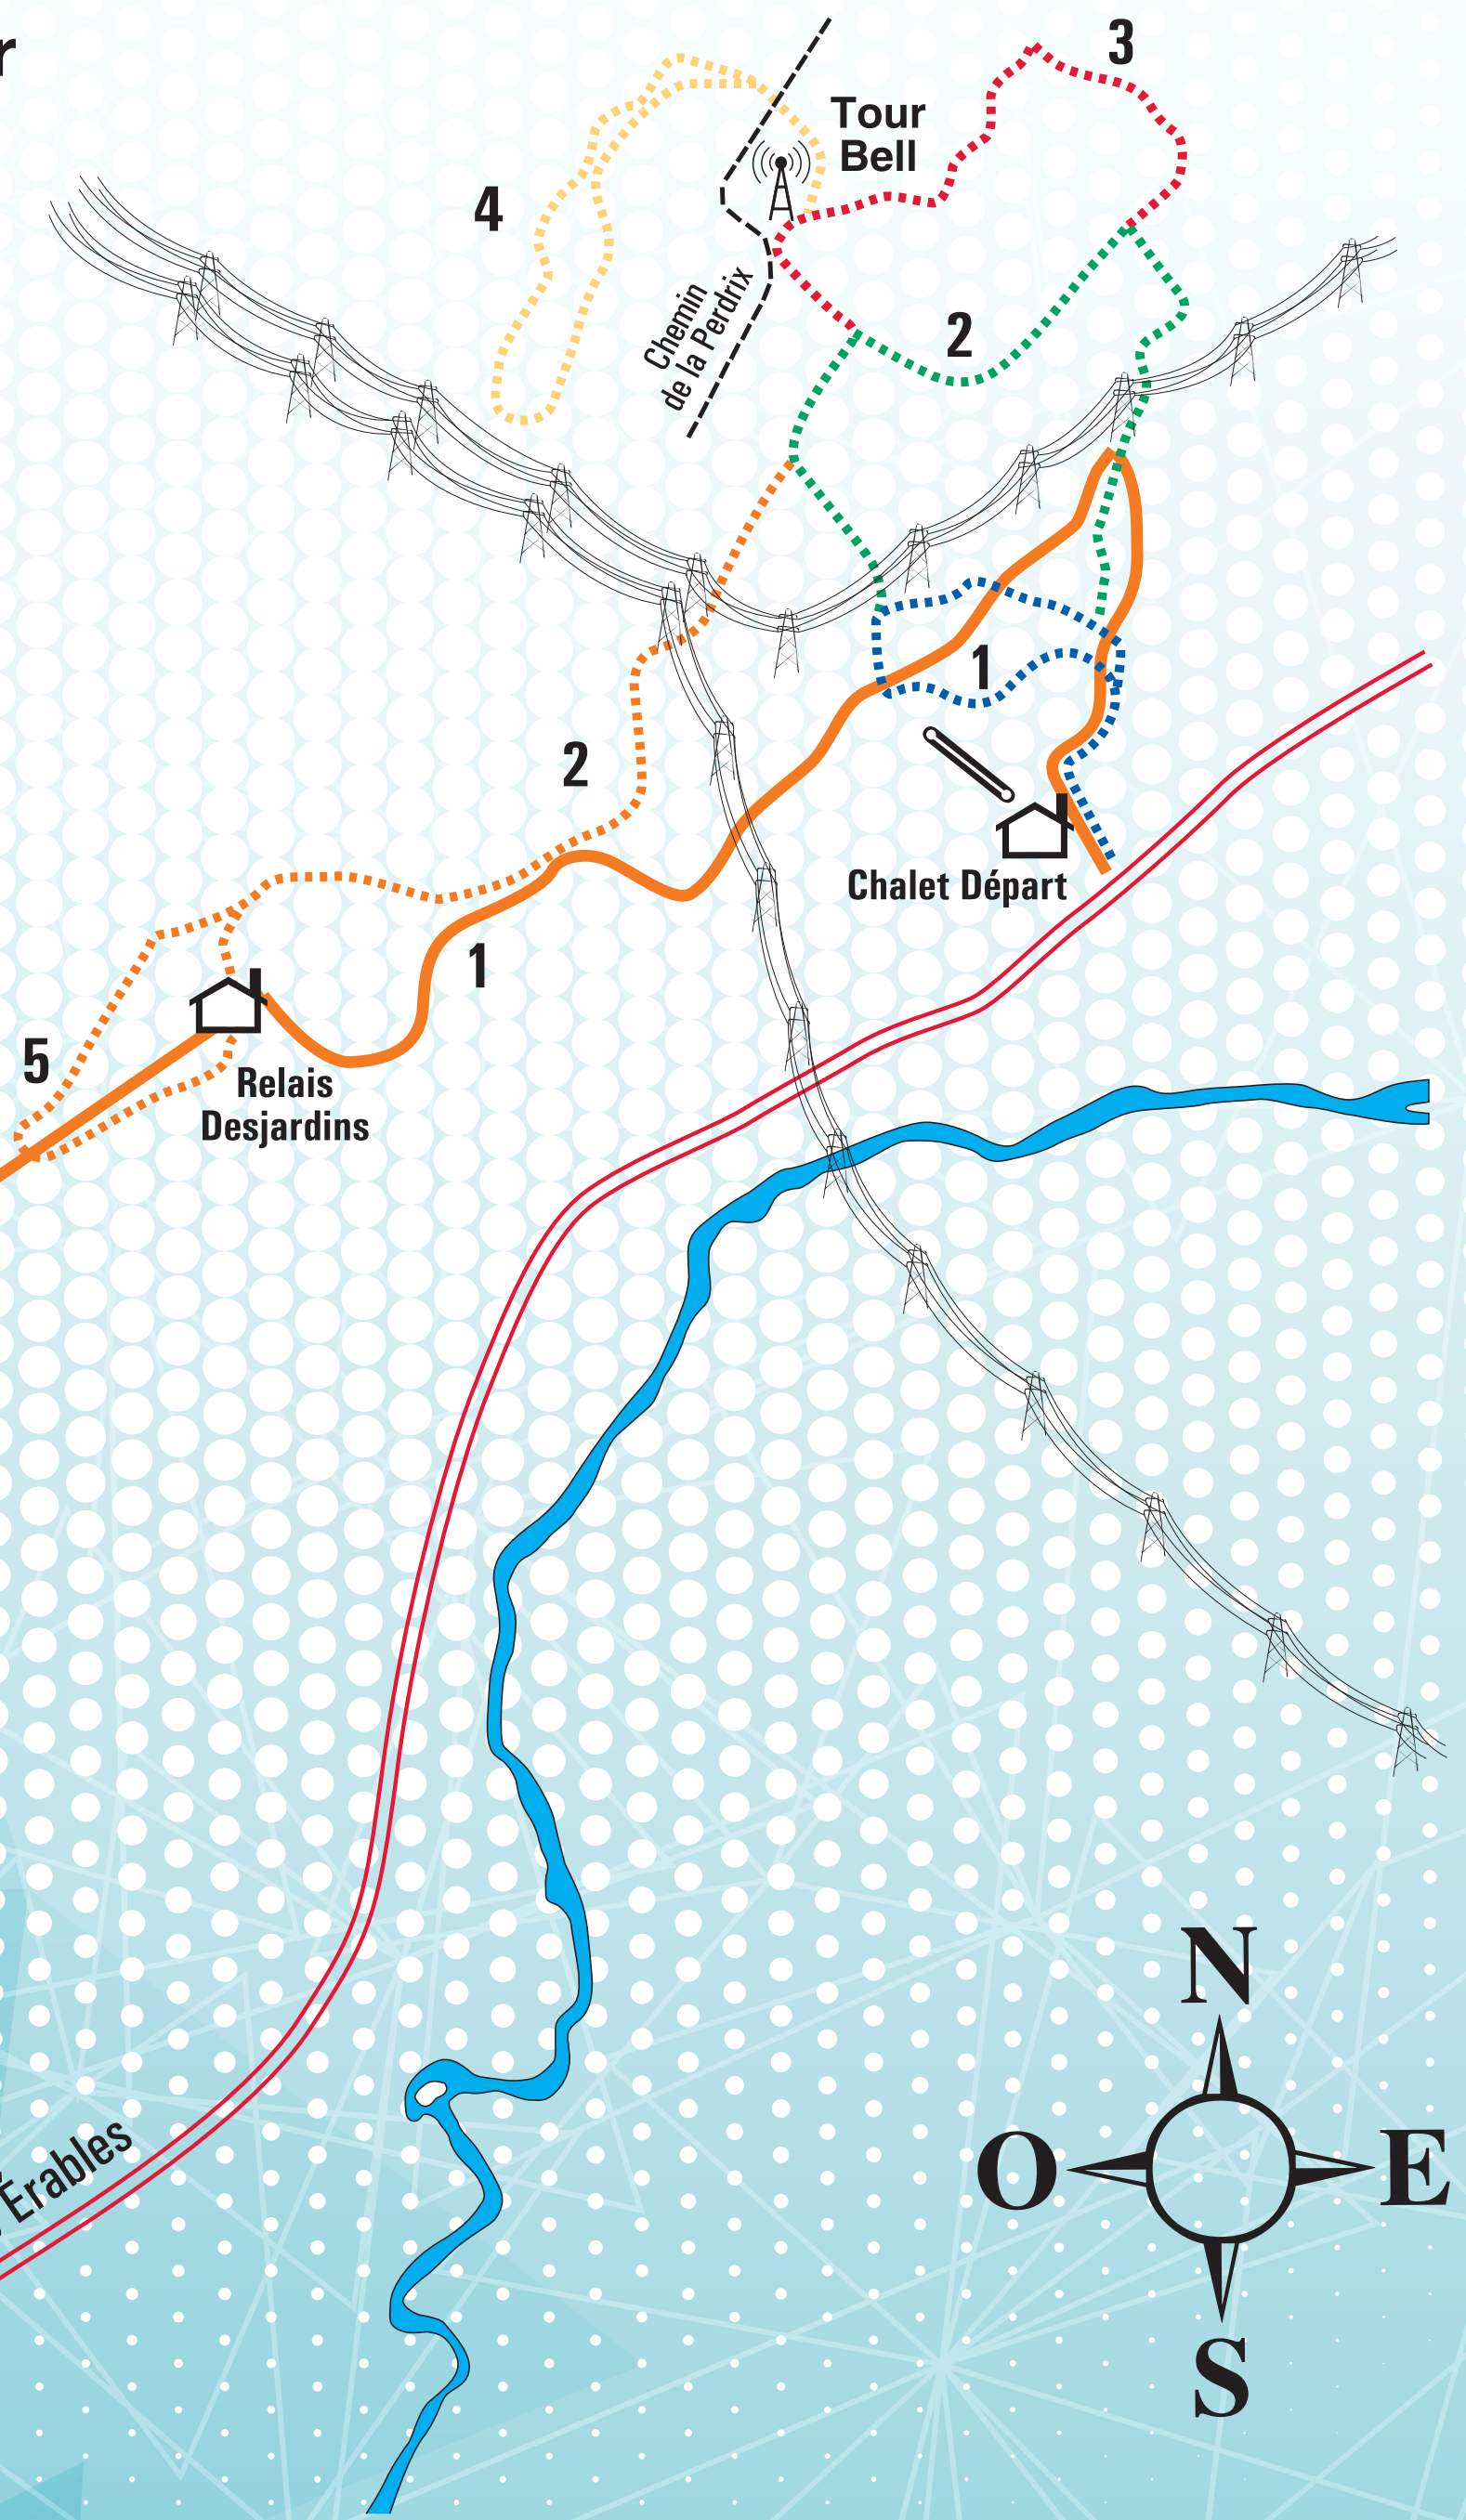 r
3
Tour
Bell
4
Chemin
de la Perdrix
2
1
2
Chalet Départ
1
5
Relais
Desjardins
Érables
N
O
E
S